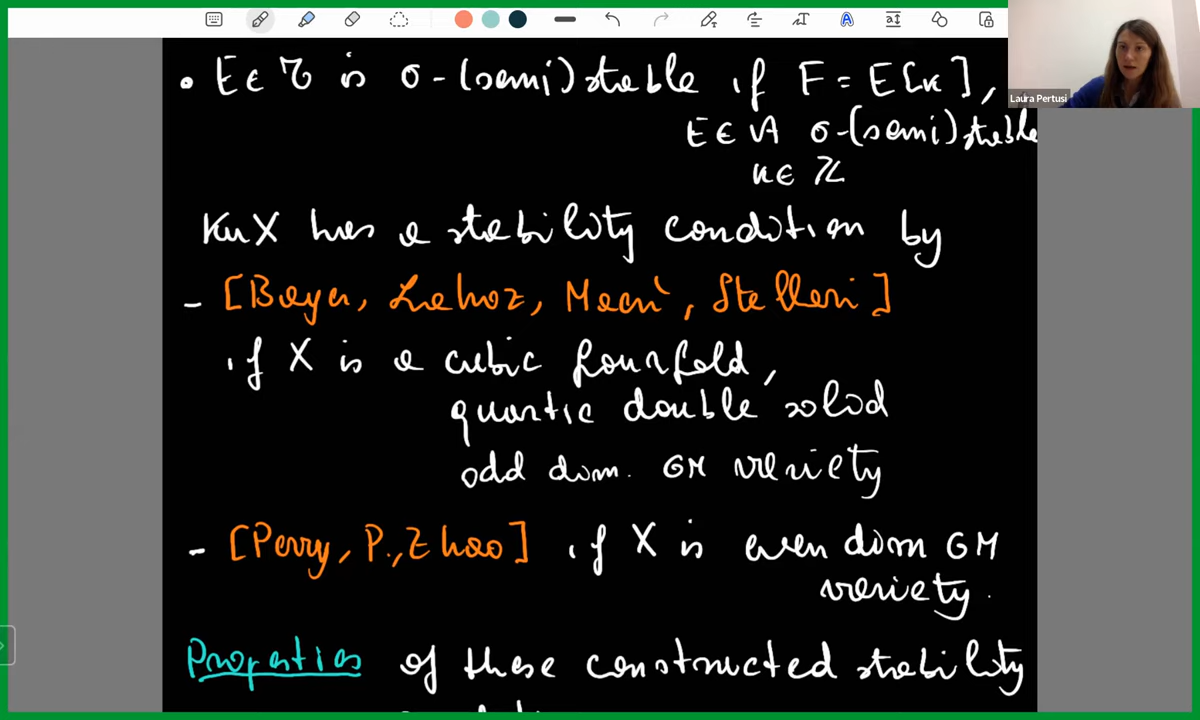 Laura Pertusi
• E ∈ T is σ-(semi)stable if F = E[k],
E ∈ A σ-(semi)stable
k ∈ Z
Ku X has a stability condition by
- [Bayer, Lahoz, Macrì, Stellari]
if X is a cubic fourfold,
quartic double solid
odd dim. GM variety
- [Perry, P., Zhao] if X is even dim GM
variety.
Properties of these constructed stability